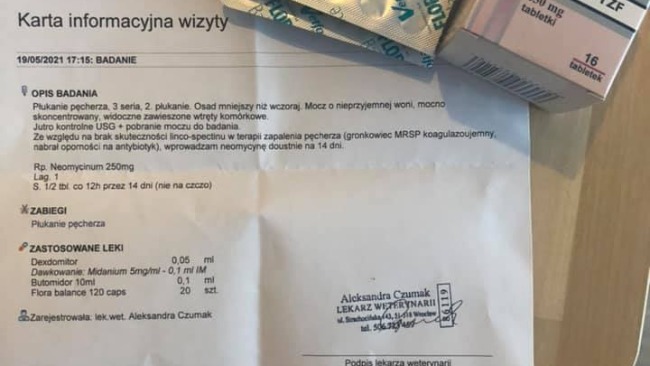 Karta informacyjna wizyty
19/05/2021 17:15: BADANIE
OPIS BADANIA
Płukanie pęcherza, 3 seria, 2. płukanie. Osad mniejszy niż wczoraj. Mocz o nieprzyjemnej woni, mocno
skoncentrowany, widoczne zawieszone wtręty komórkowe.
Jutro kontrolne USG + pobranie moczu do badania.
Ze względu na brak skuteczności linco-spectinu w terapii zapalenia pęcherza (gronkowiec MRSP koagulazoujemny,
nabrał oporności na antybiotyk), wprowadzam neomycynę doustnie na 14 dni.
Rp. Neomycinum 250mg
Lag. 1
S. 1/2 tbl. co 12h przez 14 dni (nie na czczo)
ZABIEGI
Płukanie pęcherza
ZASTOSOWANE LEKI
Dexdomitor 0,05 ml
Dawkowanie: Midanium 5mg/ml - 0,1 ml IM
Butomidor 10ml 0,1 ml
Flora balance 120 caps 20 szt.
Zarejestrowała: lek.wet. Aleksandra Czumak
Aleksandra Czumak
LEKARZ WETERYNARII
86119
Podpis lekarza weterynarii
mg TZF
tabletki
16
tabletek